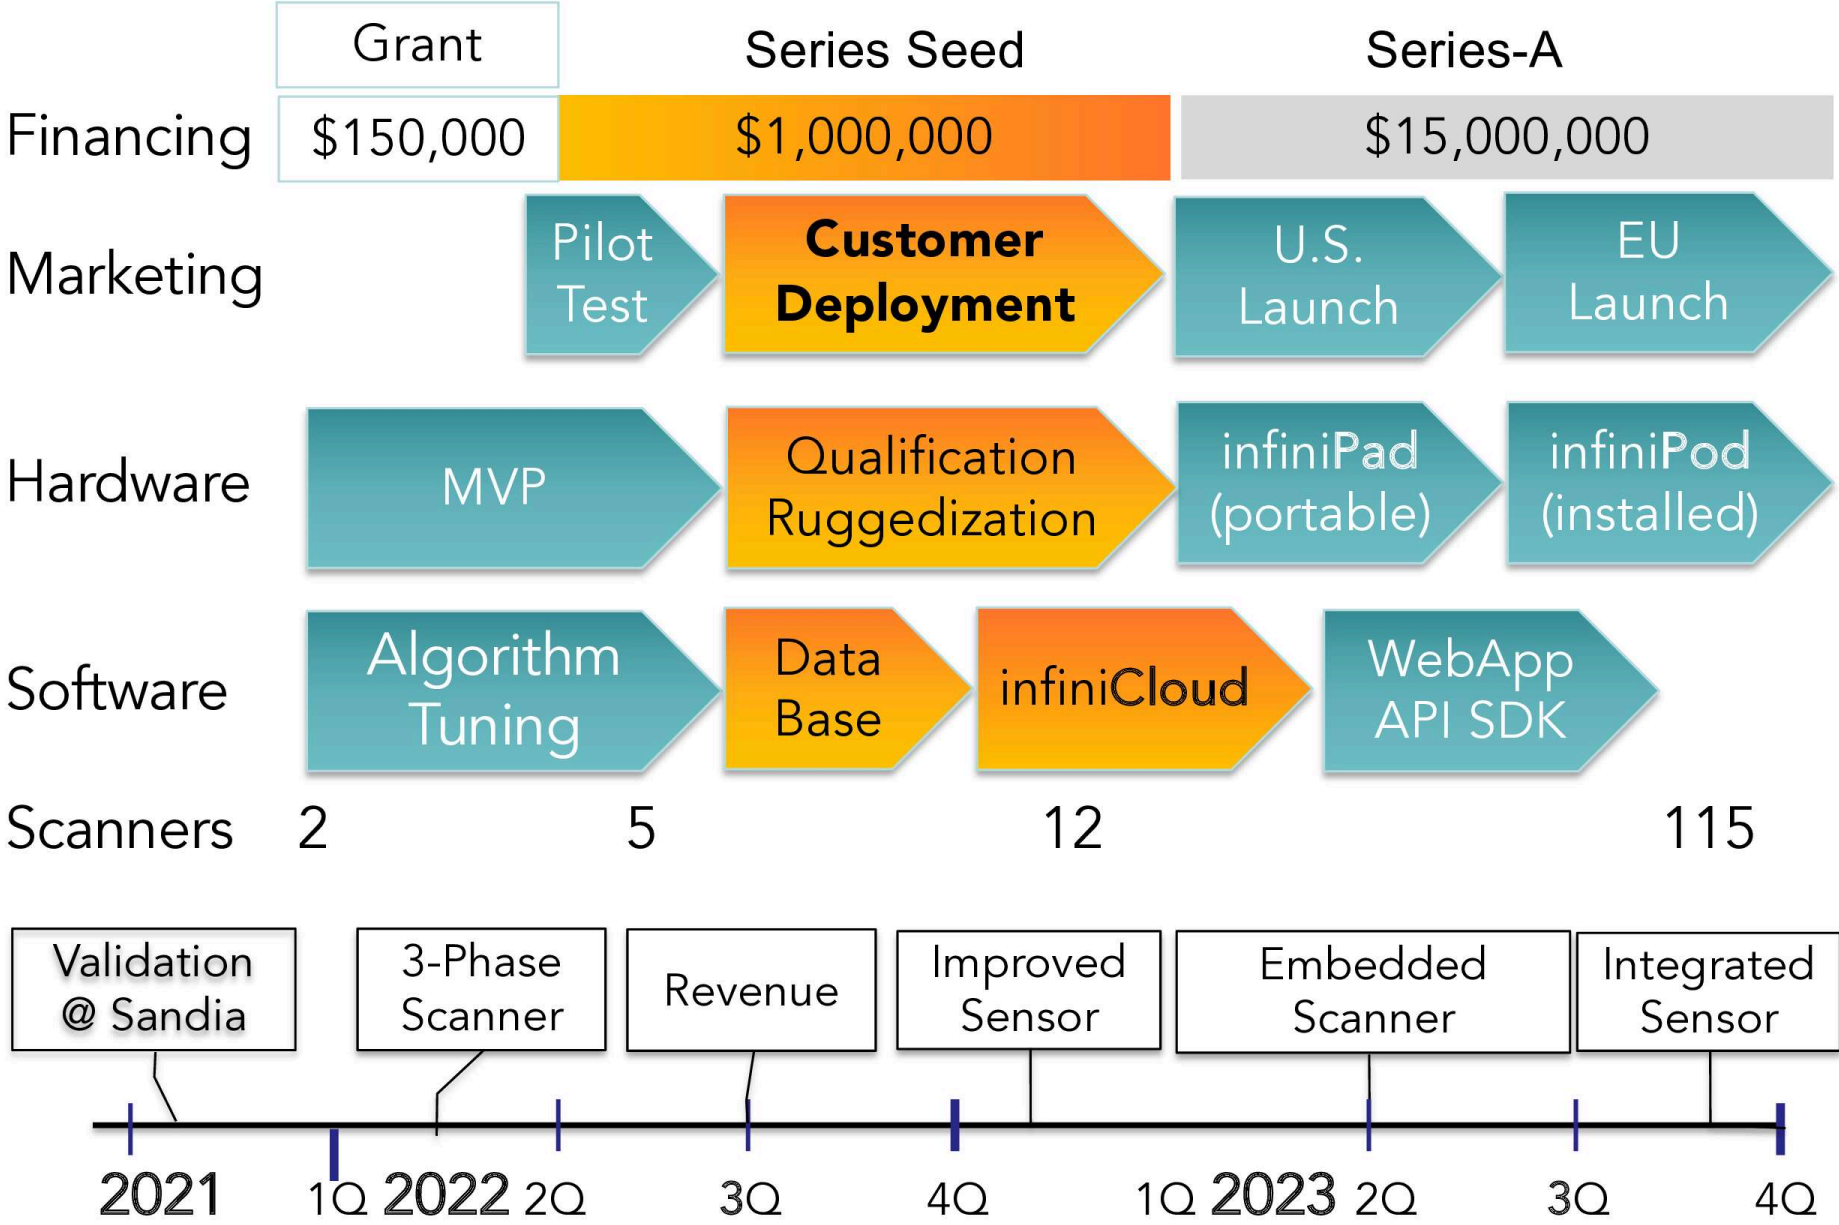 Grant
Series Seed
Series-A
Financing
$150,000
$1,000,000
$15,000,000
Marketing
Pilot
Test
Customer
Deployment
U.S.
Launch
EU
Launch
Hardware
MVP
Qualification
Ruggedization
infiniPad
(portable)
infiniPod
(installed)
Software
Algorithm
Tuning
Data
Base
infiniCloud
WebApp
API SDK
Scanners
2
5
12
115
Validation
@ Sandia
3-Phase
Scanner
Revenue
Improved
Sensor
Embedded
Scanner
Integrated
Sensor
2021
1Q
2022
2Q
3Q
4Q
1Q
2023
2Q
3Q
4Q